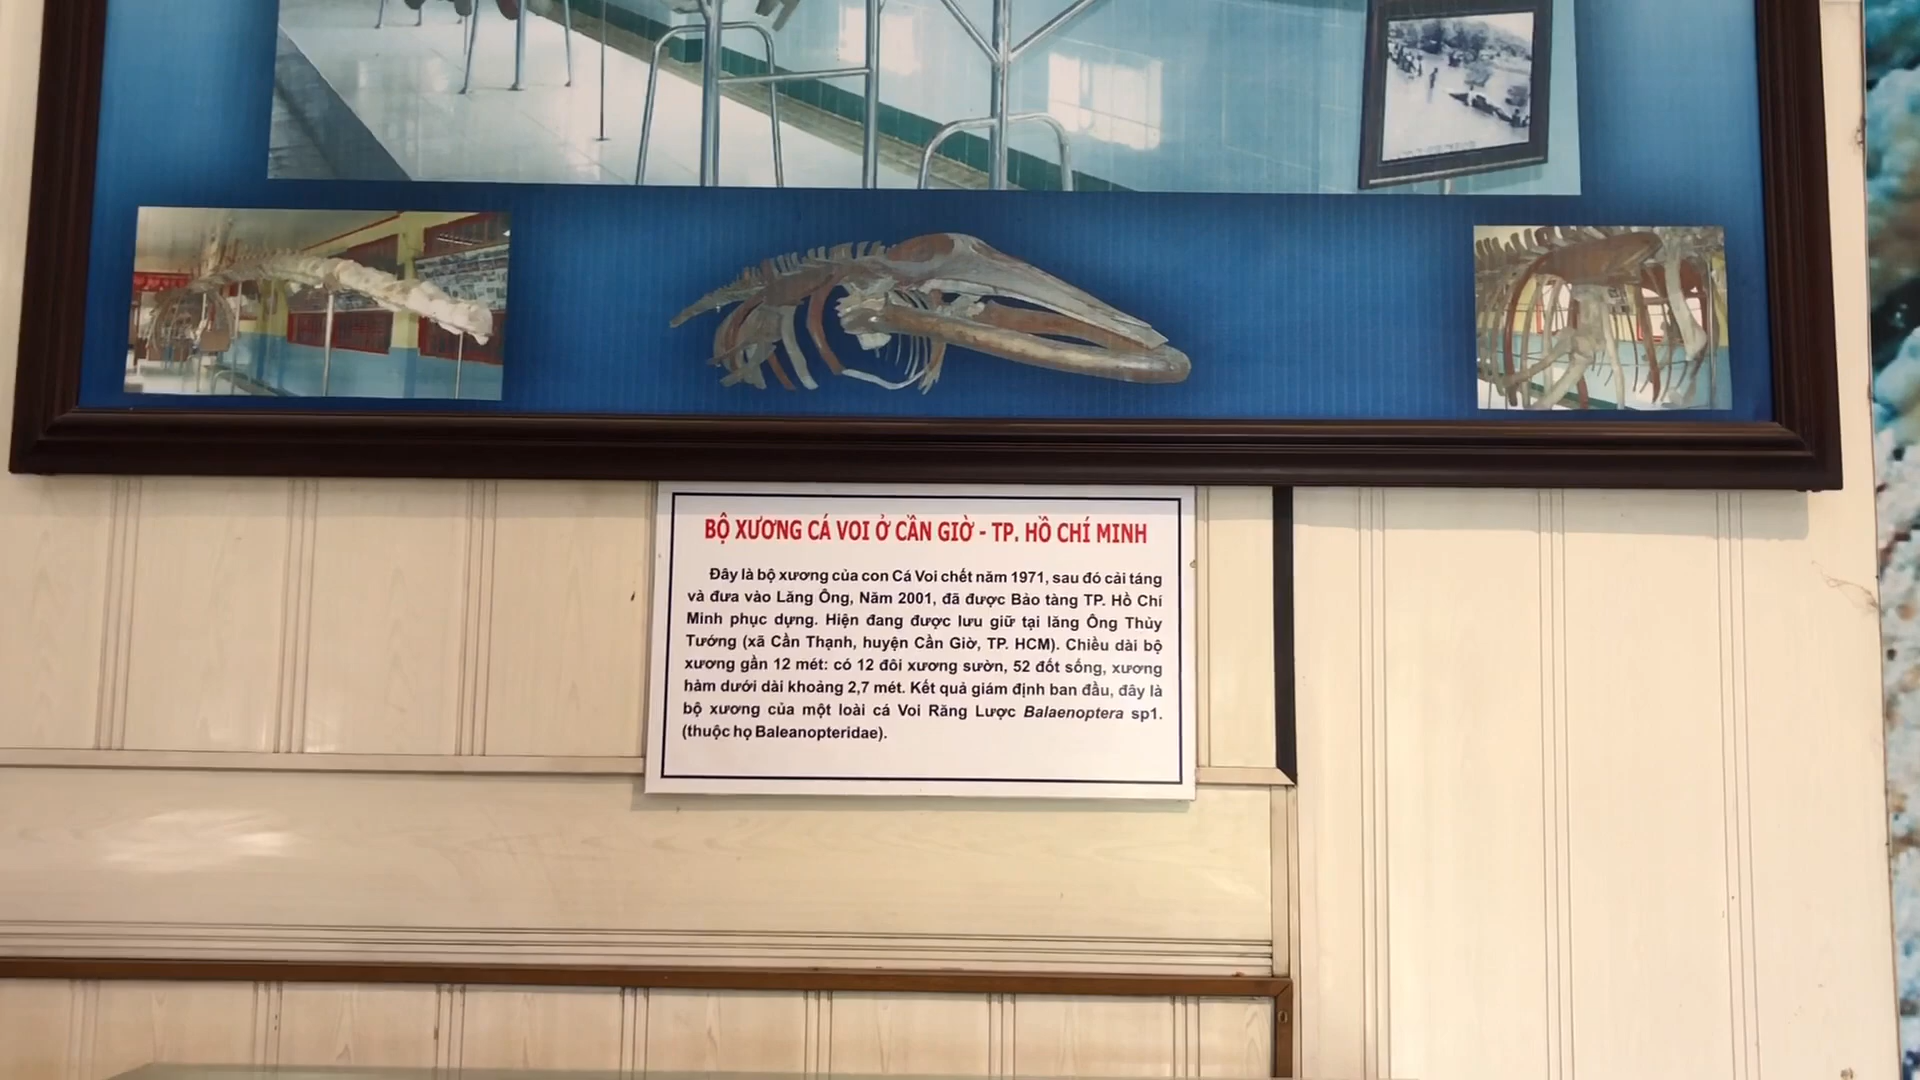 BỘ XƯƠNG CÁ VOI Ở CẦN GIỜ - TP. HỒ CHÍ MINH
Đây là bộ xương của con Cá Voi chết năm 1971, sau đó cải táng
và đưa vào Lăng Ông, Năm 2001, đã được Bảo tàng TP. Hồ Chí
Minh phục dựng. Hiện đang được lưu giữ tại lăng Ông Thủy
Tướng (xã Cần Thạnh, huyện Cần Giờ, TP. HCM). Chiều dài bộ
xương gần 12 mét: có 12 đôi xương sườn, 52 đốt sống, xương
hàm dưới dài khoảng 2,7 mét. Kết quả giám định ban đầu, đây là
bộ xương của một loài cá Voi Răng Lược Balaenoptera sp1.
(thuộc họ Baleanopteridae).